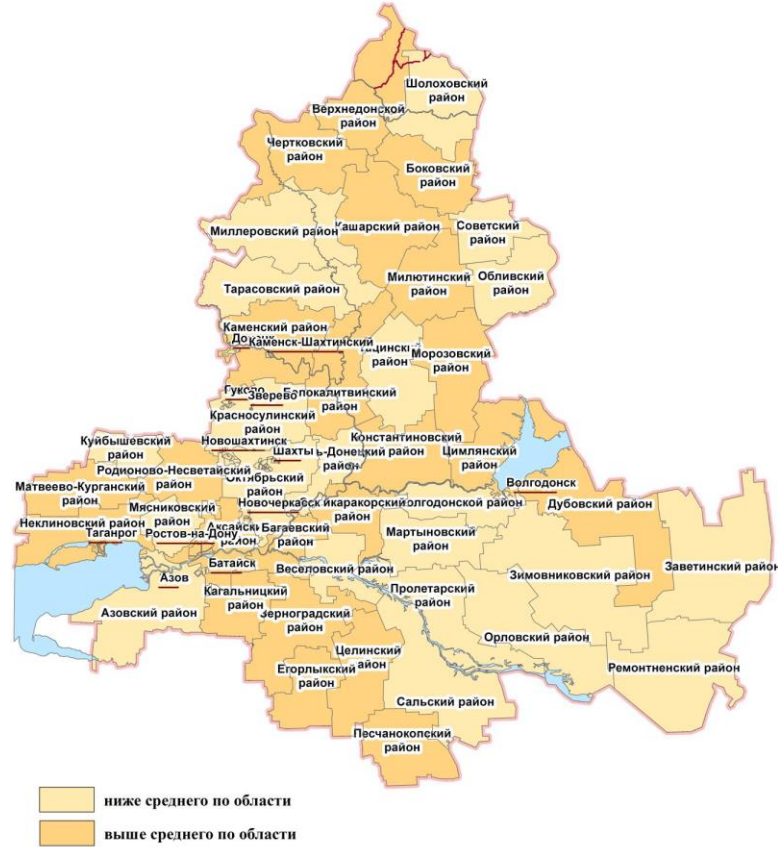 Шолоховский
район
Верхнедонской
район
Чертковский
район
Боковский
район
Миллеровский район
Кашарский район
Советский
район
Милютинский
район
Обливский
район
Тарасовский район
Каменский район
Каменск-Шахтинский
район
Морозовский
район
Гуково
Зверево
район
Красносулинский
район
Куйбышевский
район
Новошахтинск
Шахты
ь-Донецкий
район
Константиновский
район
Цимлянский
район
Родионово-Несветайский
район
Октябрьский
район
Волгодонск
Матвеево-Курганский
район
Мясниковский
район
Новочеркасск
район
олгодонской район
Дубовский район
Неклиновский район
Таганрог
Ростов-на-Дону
район
Багаевский
район
Мартыновский
район
Азов
Батайск
Веселовский район
Зимовниковский район
Заветинский район
Азовский район
Кагальницкий
район
Пролетарский
район
Зерноградский
район
Орловский район
Целинский
район
Егорлыкский
район
Ремонтненский район
Сальский район
Песчанокопский
район
ниже среднего по области
выше среднего по области